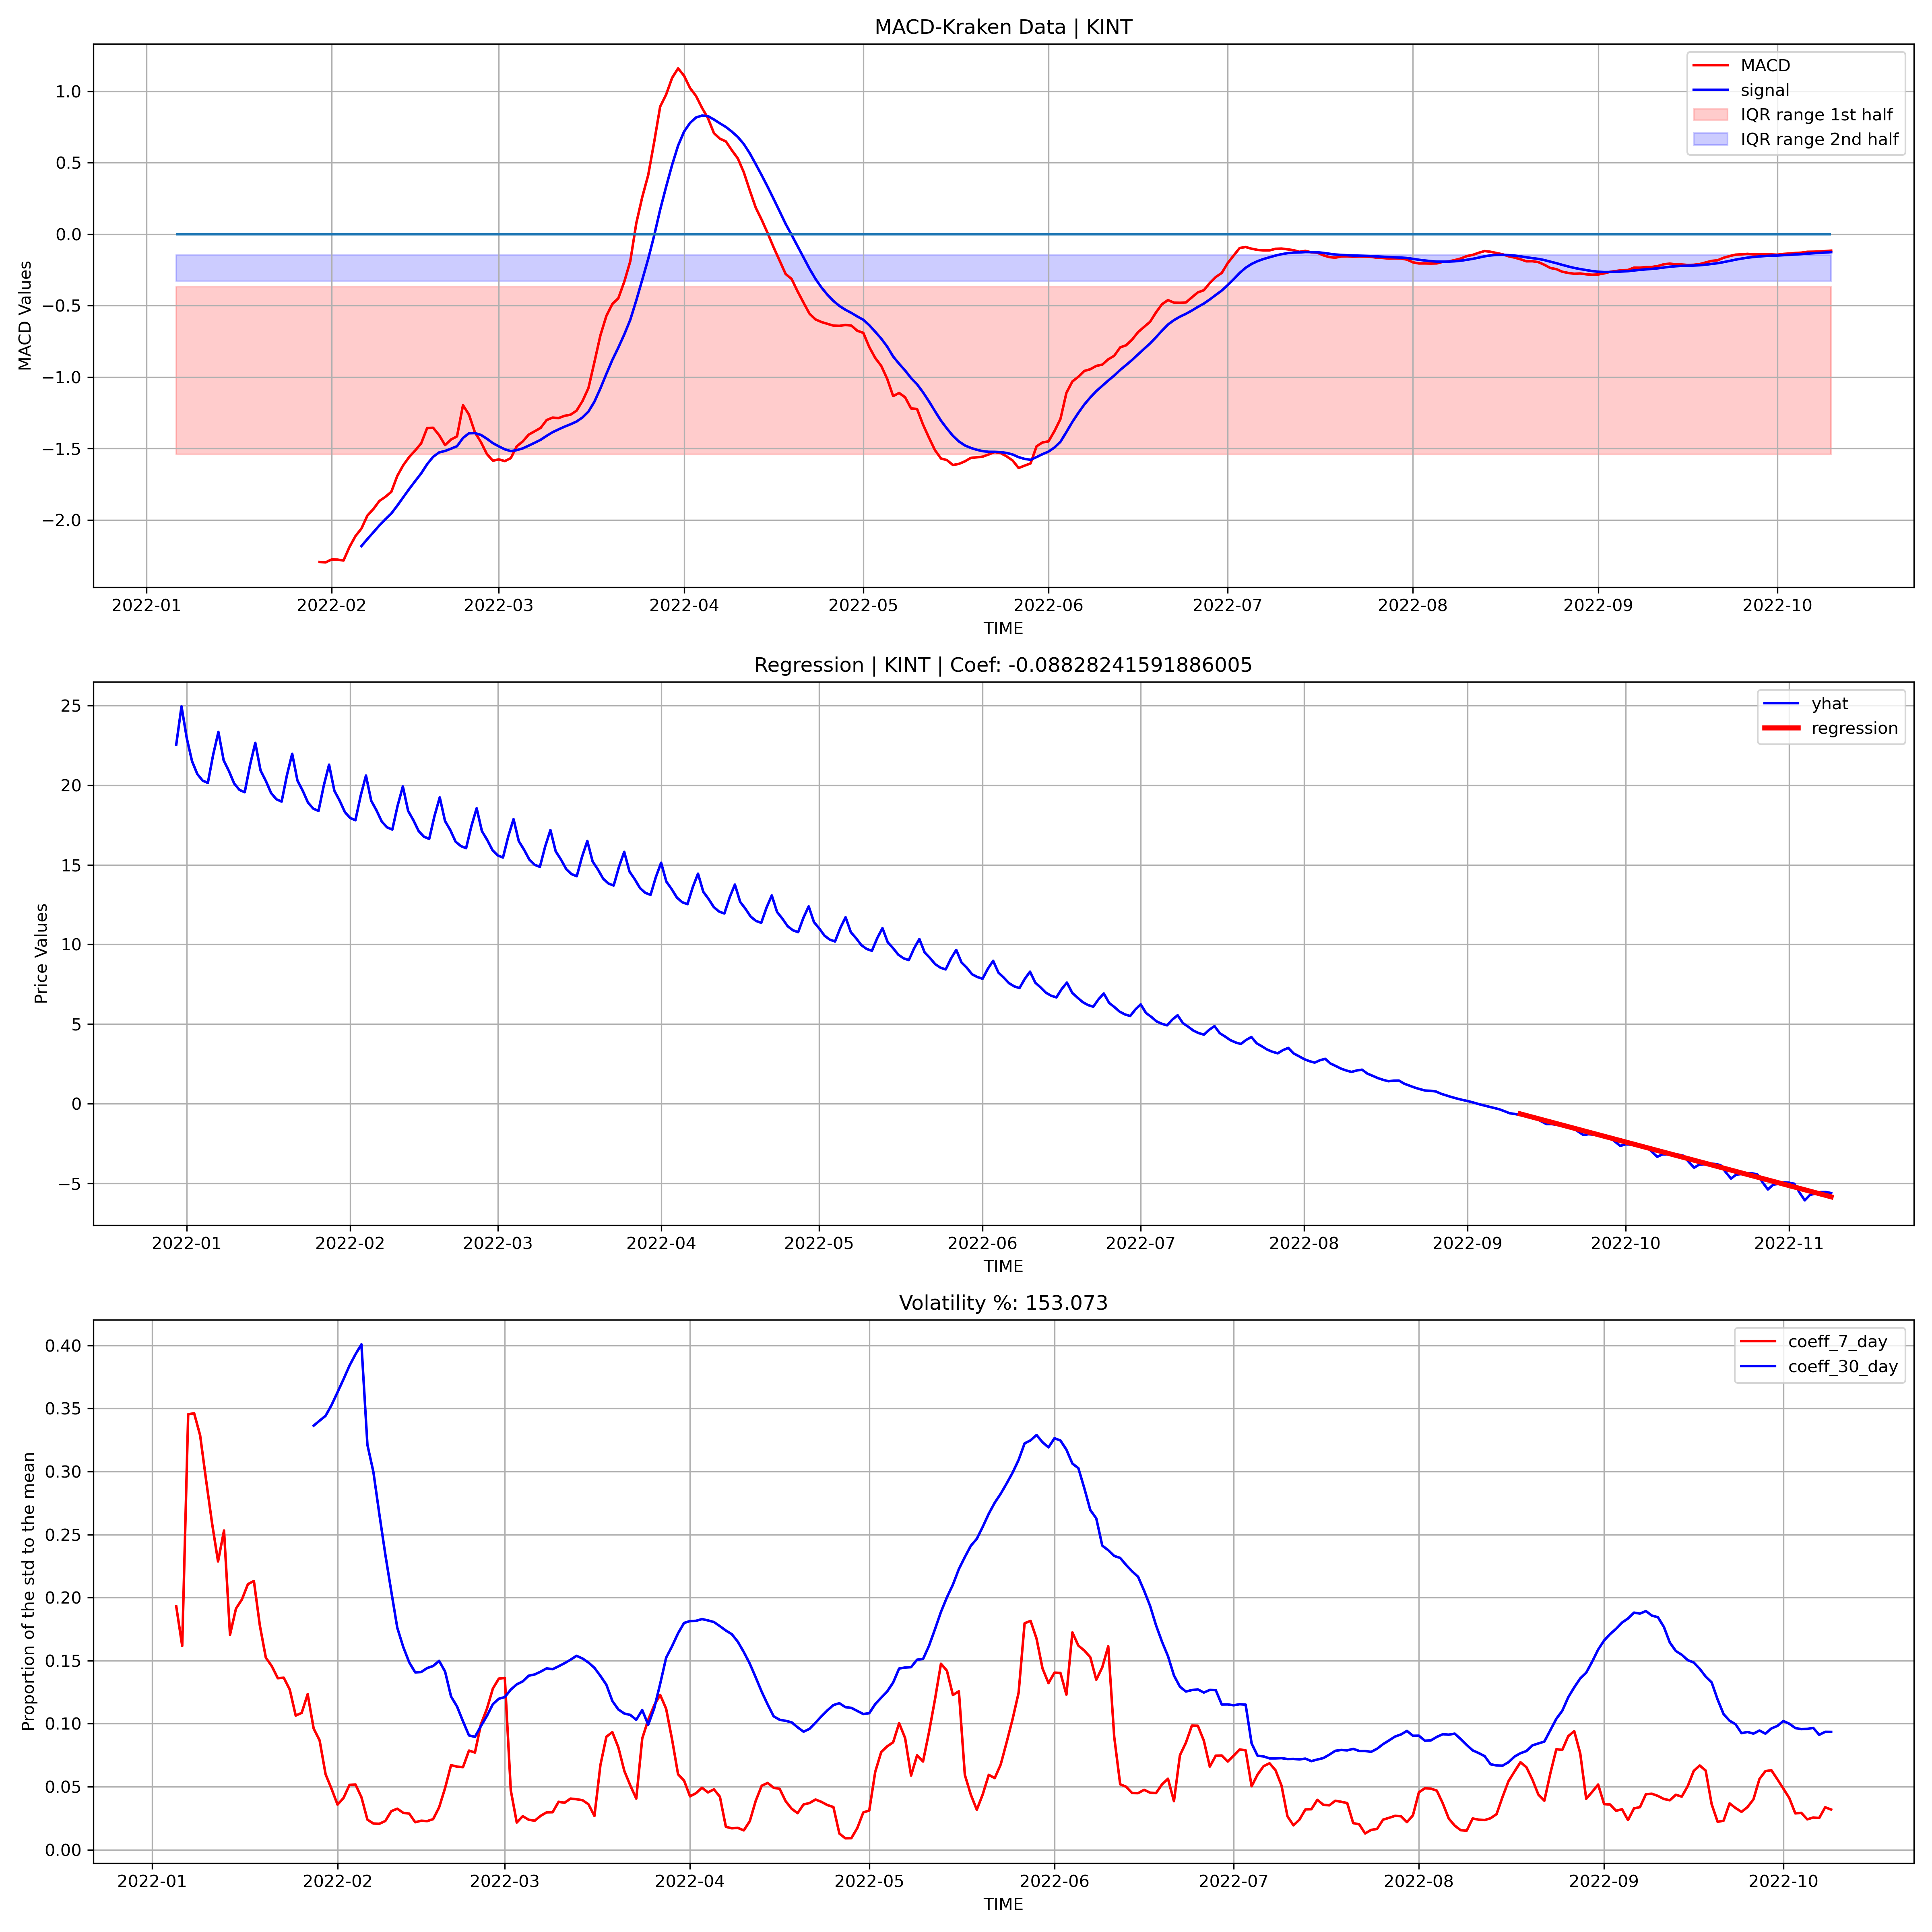 MACD-Kraken Data | KINT
MACD Values
1.0
0.5
0.0
−0.5
−1.0
−1.5
−2.0
MACD
signal
IQR range 1st half
IQR range 2nd half
2022-01 2022-02 2022-03 2022-04 2022-05 2022-06 2022-07 2022-08 2022-09 2022-10
TIME
Regression | KINT | Coef: -0.08828241591886005
Price Values
25
20
15
10
5
0
−5
yhat
regression
2022-01 2022-02 2022-03 2022-04 2022-05 2022-06 2022-07 2022-08 2022-09 2022-10 2022-11
TIME
Volatility %: 153.073
Proportion of the std to the mean
0.40
0.35
0.30
0.25
0.20
0.15
0.10
0.05
0.00
coeff_7_day
coeff_30_day
2022-01 2022-02 2022-03 2022-04 2022-05 2022-06 2022-07 2022-08 2022-09 2022-10
TIME